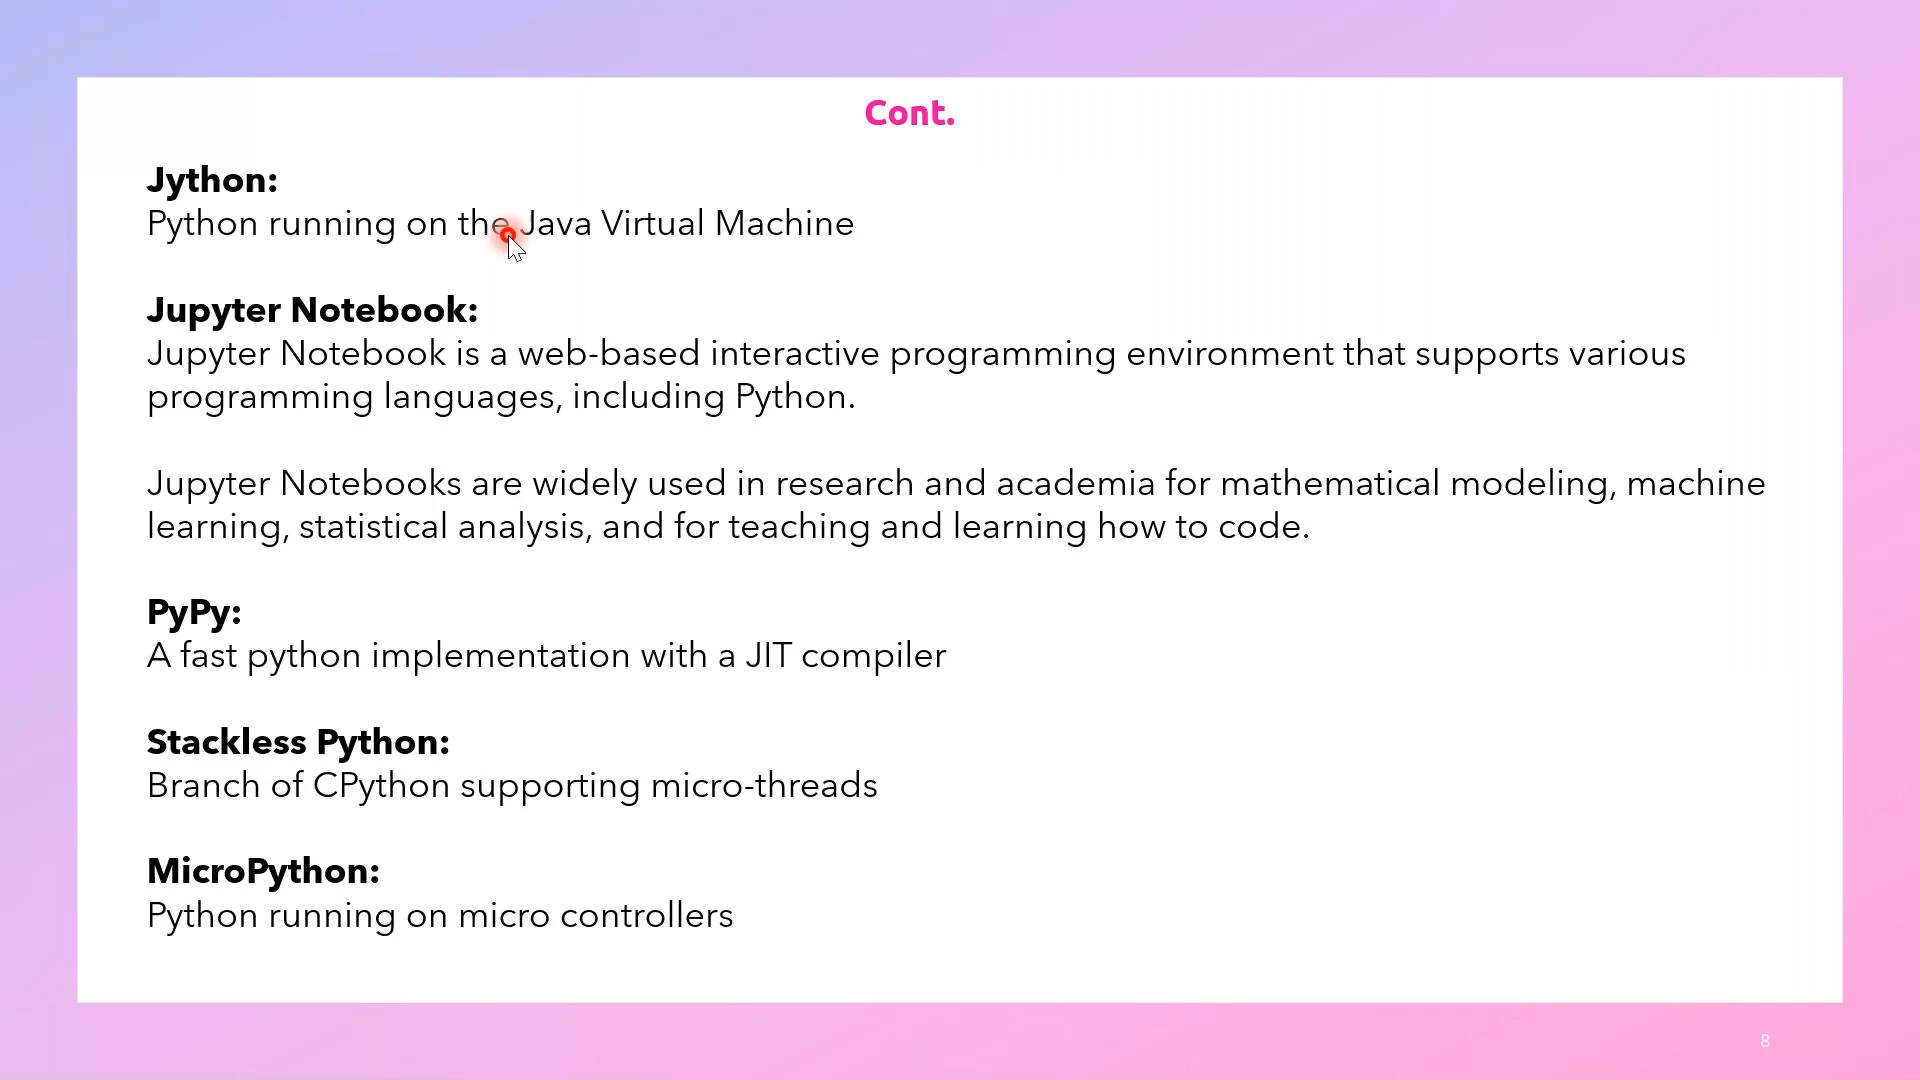 Cont.
Jython:
Python running on the Java Virtual Machine
Jupyter Notebook:
Jupyter Notebook is a web-based interactive programming environment that supports various
programming languages, including Python.
Jupyter Notebooks are widely used in research and academia for mathematical modeling, machine
learning, statistical analysis, and for teaching and learning how to code.
PyPy:
A fast python implementation with a JIT compiler
Stackless Python:
Branch of CPython supporting micro-threads
MicroPython:
Python running on micro controllers
8